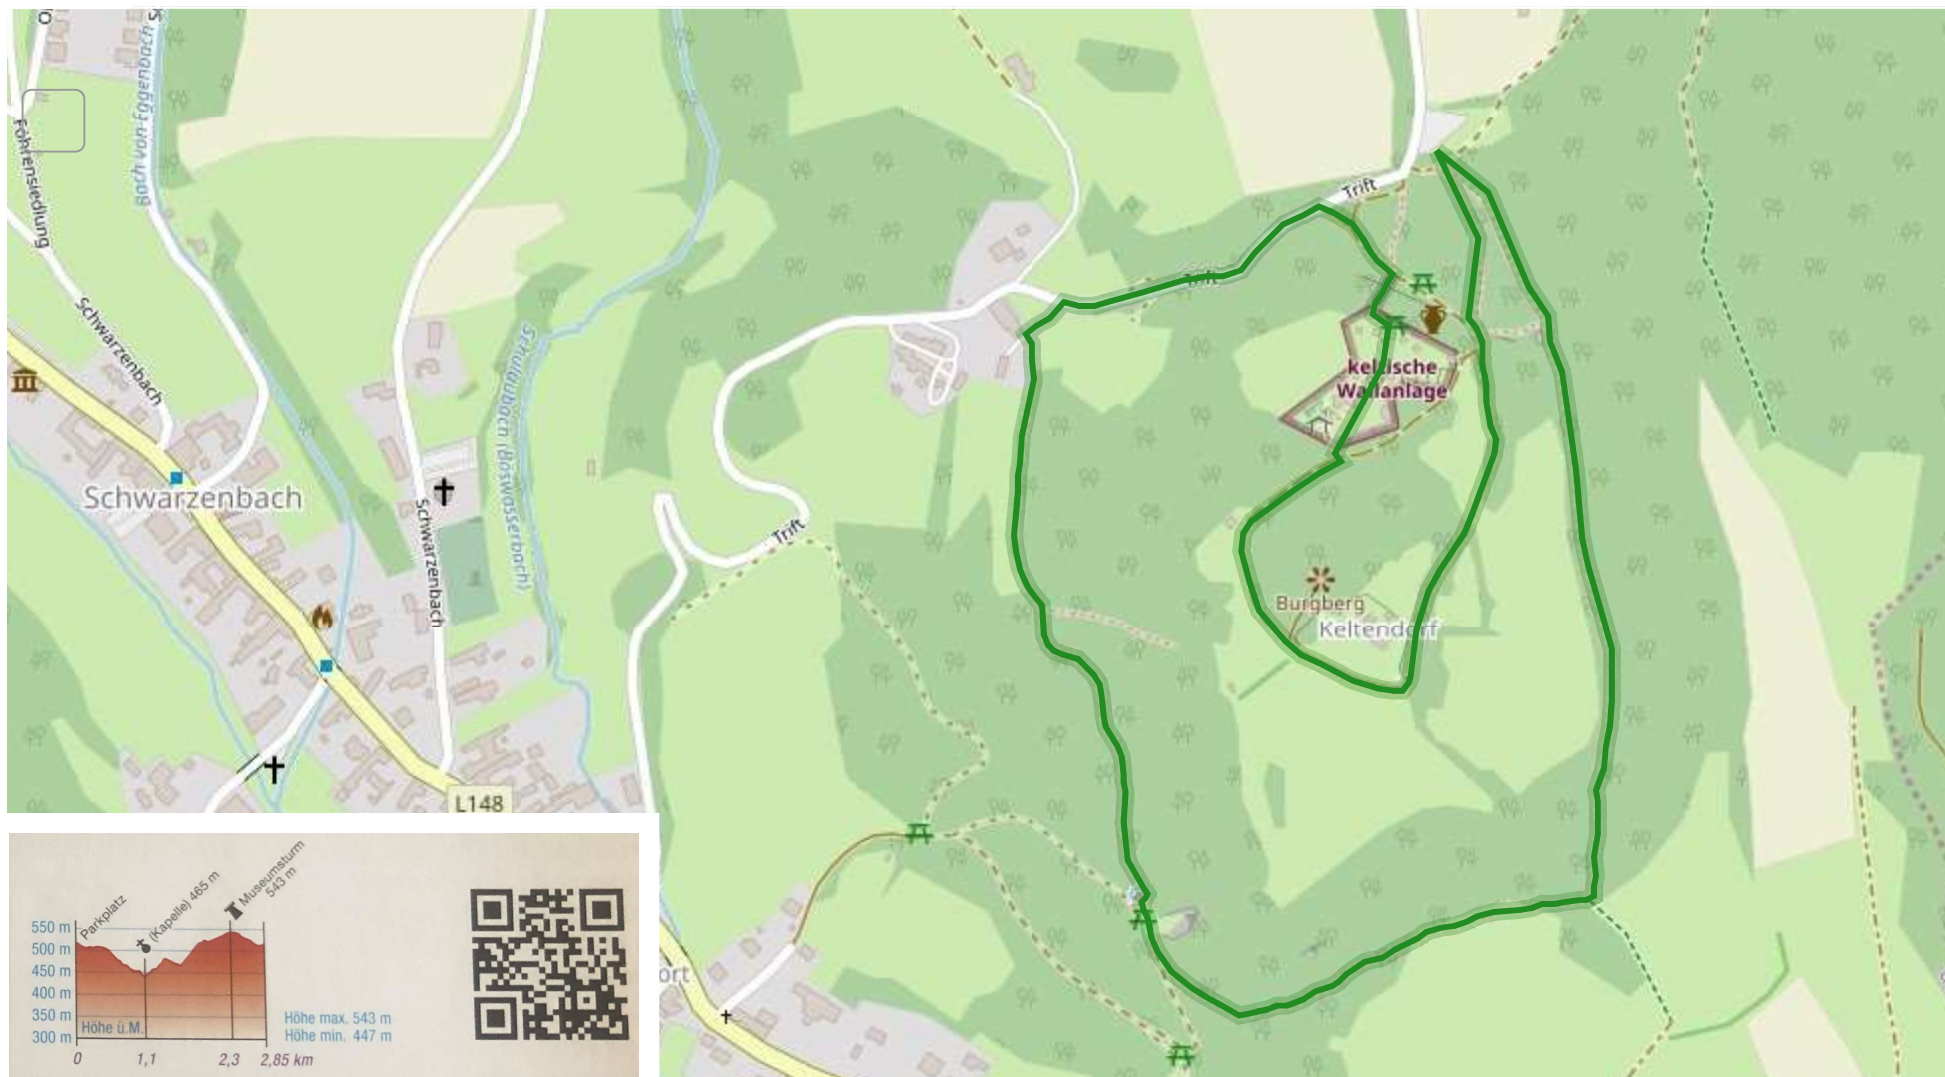 Bach von Eggenbach
Föhrensiedlung
Schwarzenbach
Schwarzenbach
Schwarzenbach
Schullaubach (Böswasserbach)
L148
Trift
Trift
Trift
keltische
Wallanlage
Burgberg
Keltendorf
ort
Parkplatz
(Kapelle) 465 m
Museumsturm
543 m
550 m
500 m
450 m
400 m
350 m
300 m
Höhe ü.M.
0
1,1
2,3
2,85 km
Höhe max. 543 m
Höhe min. 447 m